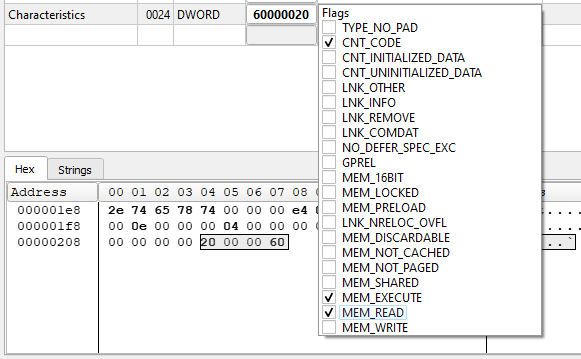 Characteristics 0024 DWORD 60000020
Flags
TYPE_NO_PAD
CNT_CODE
CNT_INITIALIZED_DATA
CNT_UNINITIALIZED_DATA
LNK_OTHER
LNK_INFO
LNK_REMOVE
LNK_COMDAT
NO_DEFER_SPEC_EXC
GPREL
MEM_16BIT
MEM_LOCKED
MEM_PRELOAD
LNK_NRELOC_OVFL
MEM_DISCARDABLE
MEM_NOT_CACHED
MEM_NOT_PAGED
MEM_SHARED
MEM_EXECUTE
MEM_READ
MEM_WRITE
Hex Strings
Address 00 01 02 03 04 05 06 07 08
000001e8 2e 74 65 78 74 00 00 00 e4
000001f8 00 0e 00 00 00 04 00 00 00
00000208 00 00 00 00 20 00 00 60